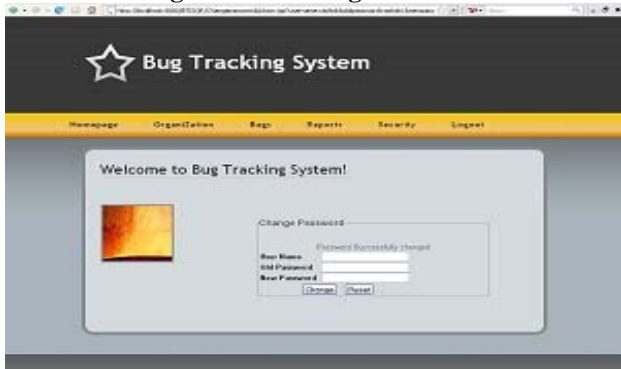 Bug Tracking System
Homepage Organization Bugs Reports Security Logout
Welcome to Bug Tracking System!
Change Password
Password Successfully changed
User Name
Old Password
New Password
Change Reset